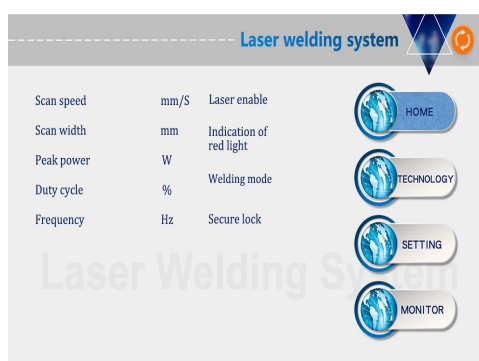 Laser welding system
Scan speed mm/S Laser enable
Scan width mm Indication of
red light
Peak power W
Welding mode
Duty cycle %
Frequency Hz Secure lock
HOME
TECHNOLOGY
SETTING
MONITOR
Laser Welding System